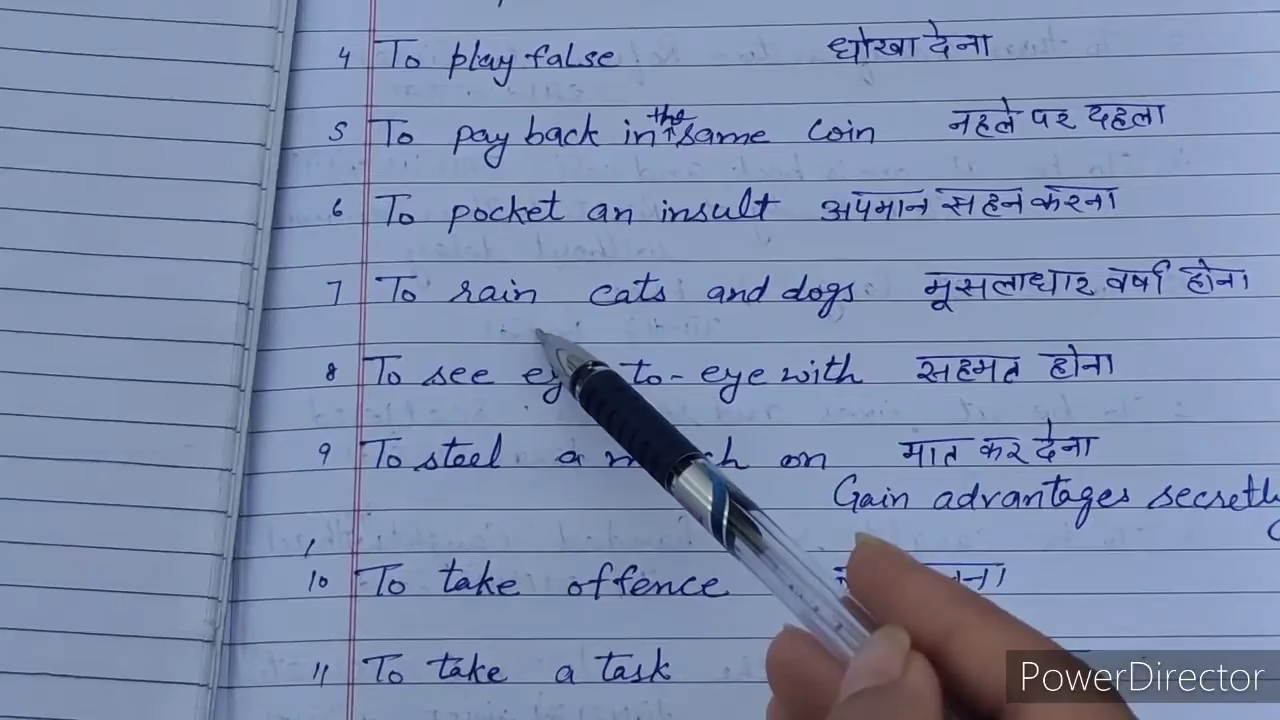 4 To play false धोखा देना
5 To pay back in the same coin नहले पर दहला
6 To pocket an insult अपमान सहन करना
7 To rain cats and dogs मूसलाधार वर्षा होना
8 To see to-eye with सहमत होना
9 To steel a on मात कर देना
Gain advantages secretly
10 To take offence
11 To take a task
PowerDirector